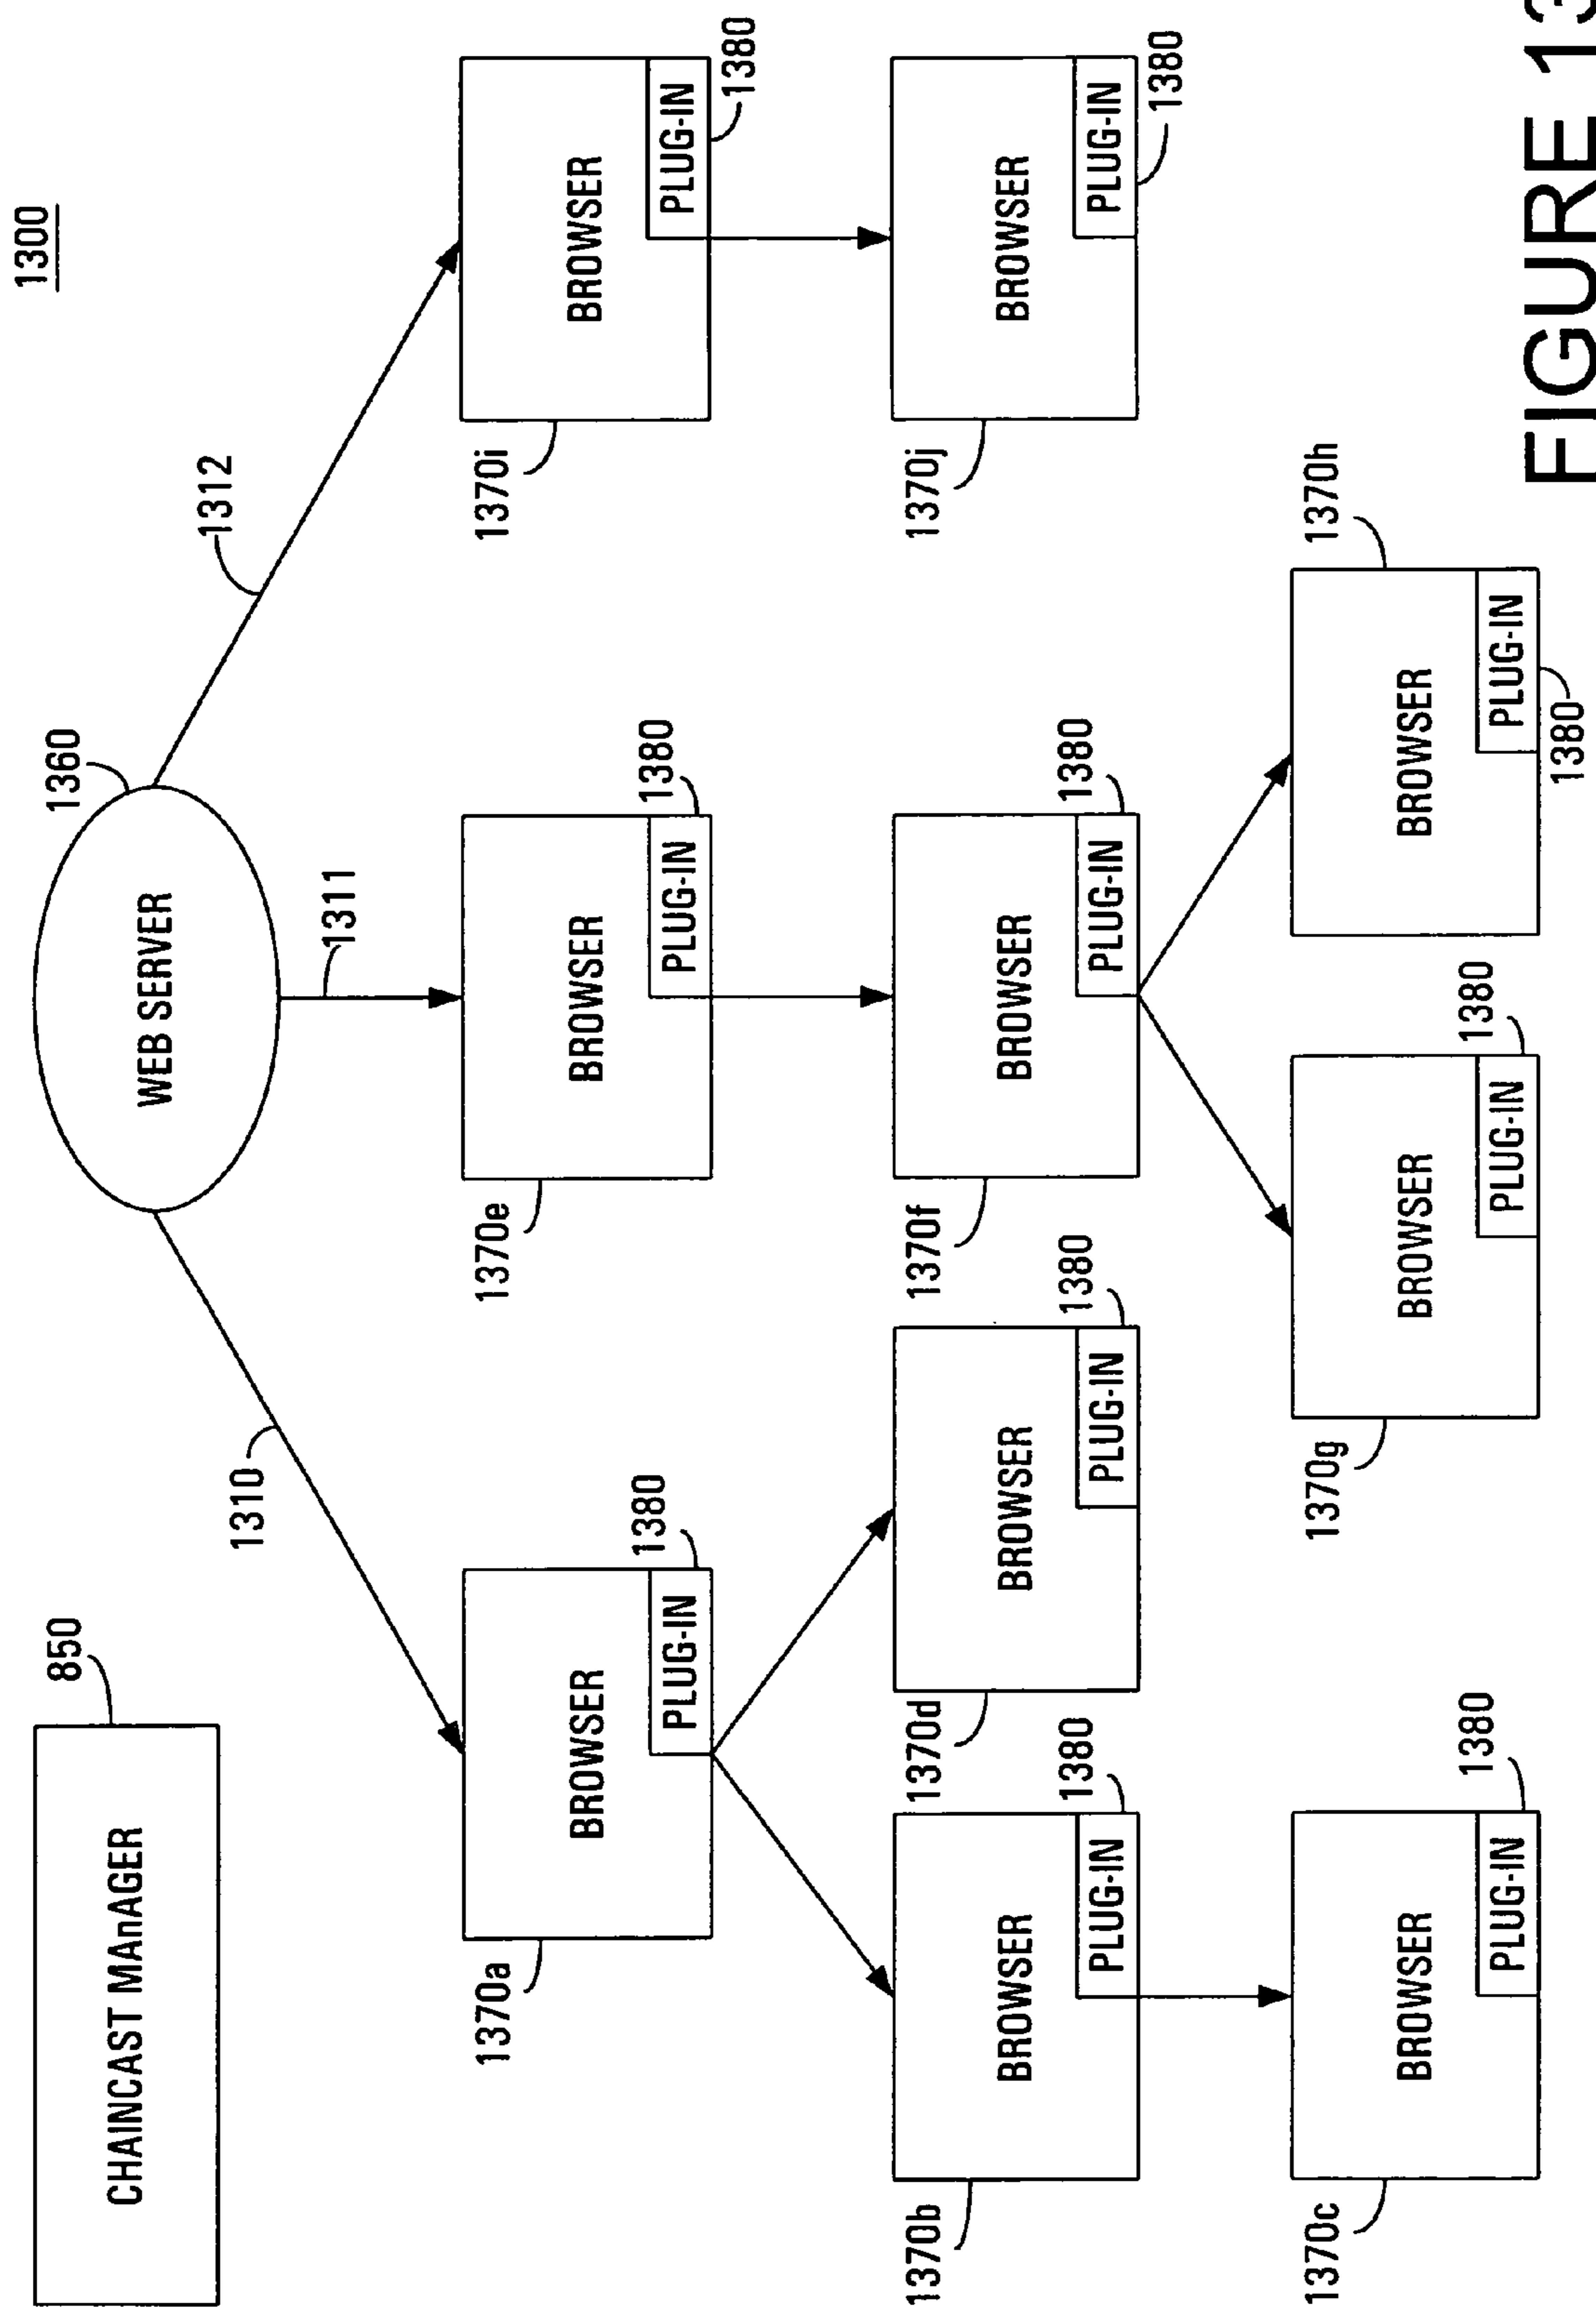 1300
CHAINCAST MAnAGER
850
WEB SERVER
1360
1310
1311
1312
BROWSER
PLUG-IN
1370a
1380
BROWSER
PLUG-IN
1370e
1380
BROWSER
PLUG-IN
1370i
1380
BROWSER
PLUG-IN
1370b
1380
BROWSER
PLUG-IN
1370d
1380
BROWSER
PLUG-IN
1370f
1380
BROWSER
PLUG-IN
1370j
1380
BROWSER
PLUG-IN
1370c
1380
BROWSER
PLUG-IN
1370g
1380
BROWSER
PLUG-IN
1370h
1380
FIGURE 13